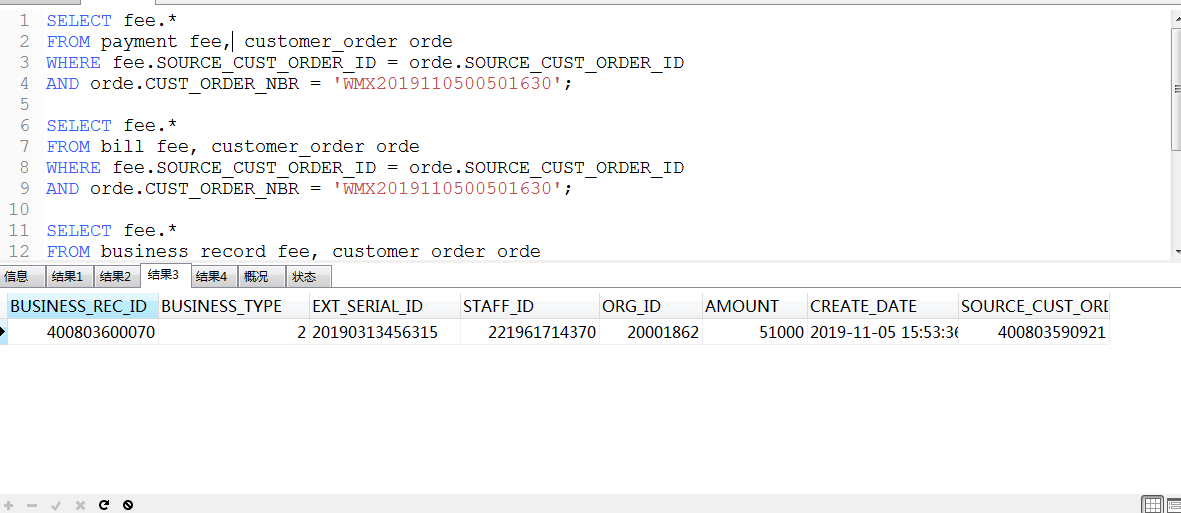 1 SELECT fee.*
2 FROM payment fee, customer_order orde
3 WHERE fee.SOURCE_CUST_ORDER_ID = orde.SOURCE_CUST_ORDER_ID
4 AND orde.CUST_ORDER_NBR = 'WMX2019110500501630';
5
6 SELECT fee.*
7 FROM bill fee, customer_order orde
8 WHERE fee.SOURCE_CUST_ORDER_ID = orde.SOURCE_CUST_ORDER_ID
9 AND orde.CUST_ORDER_NBR = 'WMX2019110500501630';
10
11 SELECT fee.*
12 FROM business record fee, customer order orde
信息 结果1 结果2 结果3 结果4 概况 状态
BUSINESS_REC_ID BUSINESS_TYPE EXT_SERIAL_ID STAFF_ID ORG_ID AMOUNT CREATE_DATE SOURCE_CUST_ORD
400803600070 2 20190313456315 221961714370 20001862 51000 2019-11-05 15:53:36 400803590921